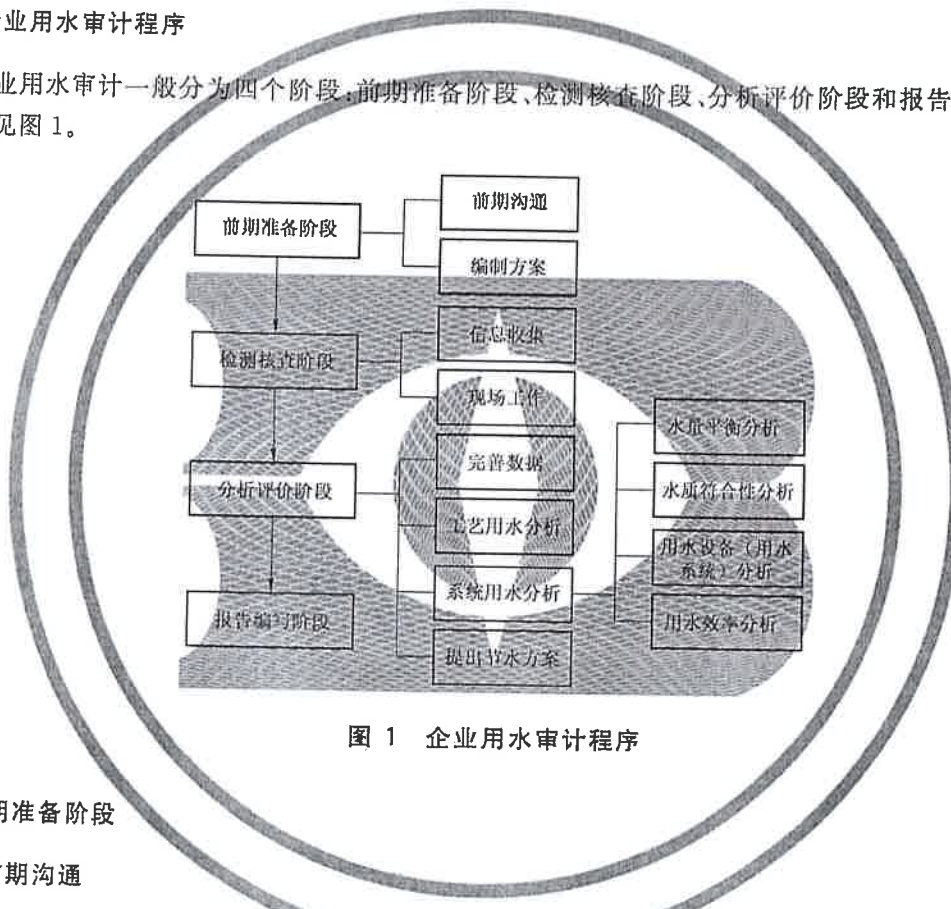 业用水审计程序
业用水审计一般分为四个阶段:前期准备阶段、检测核查阶段、分析评价阶段和报告
见图 1。
前期准备阶段
前期沟通
编制方案
检测核查阶段
信息收集
现场工作
分析评价阶段
完善数据
工艺用水分析
系统用水分析
提出节水方案
水量平衡分析
水质符合性分析
用水设备(用水
系统)分析
用水效率分析
报告编写阶段
图 1 企业用水审计程序
期准备阶段
期沟通